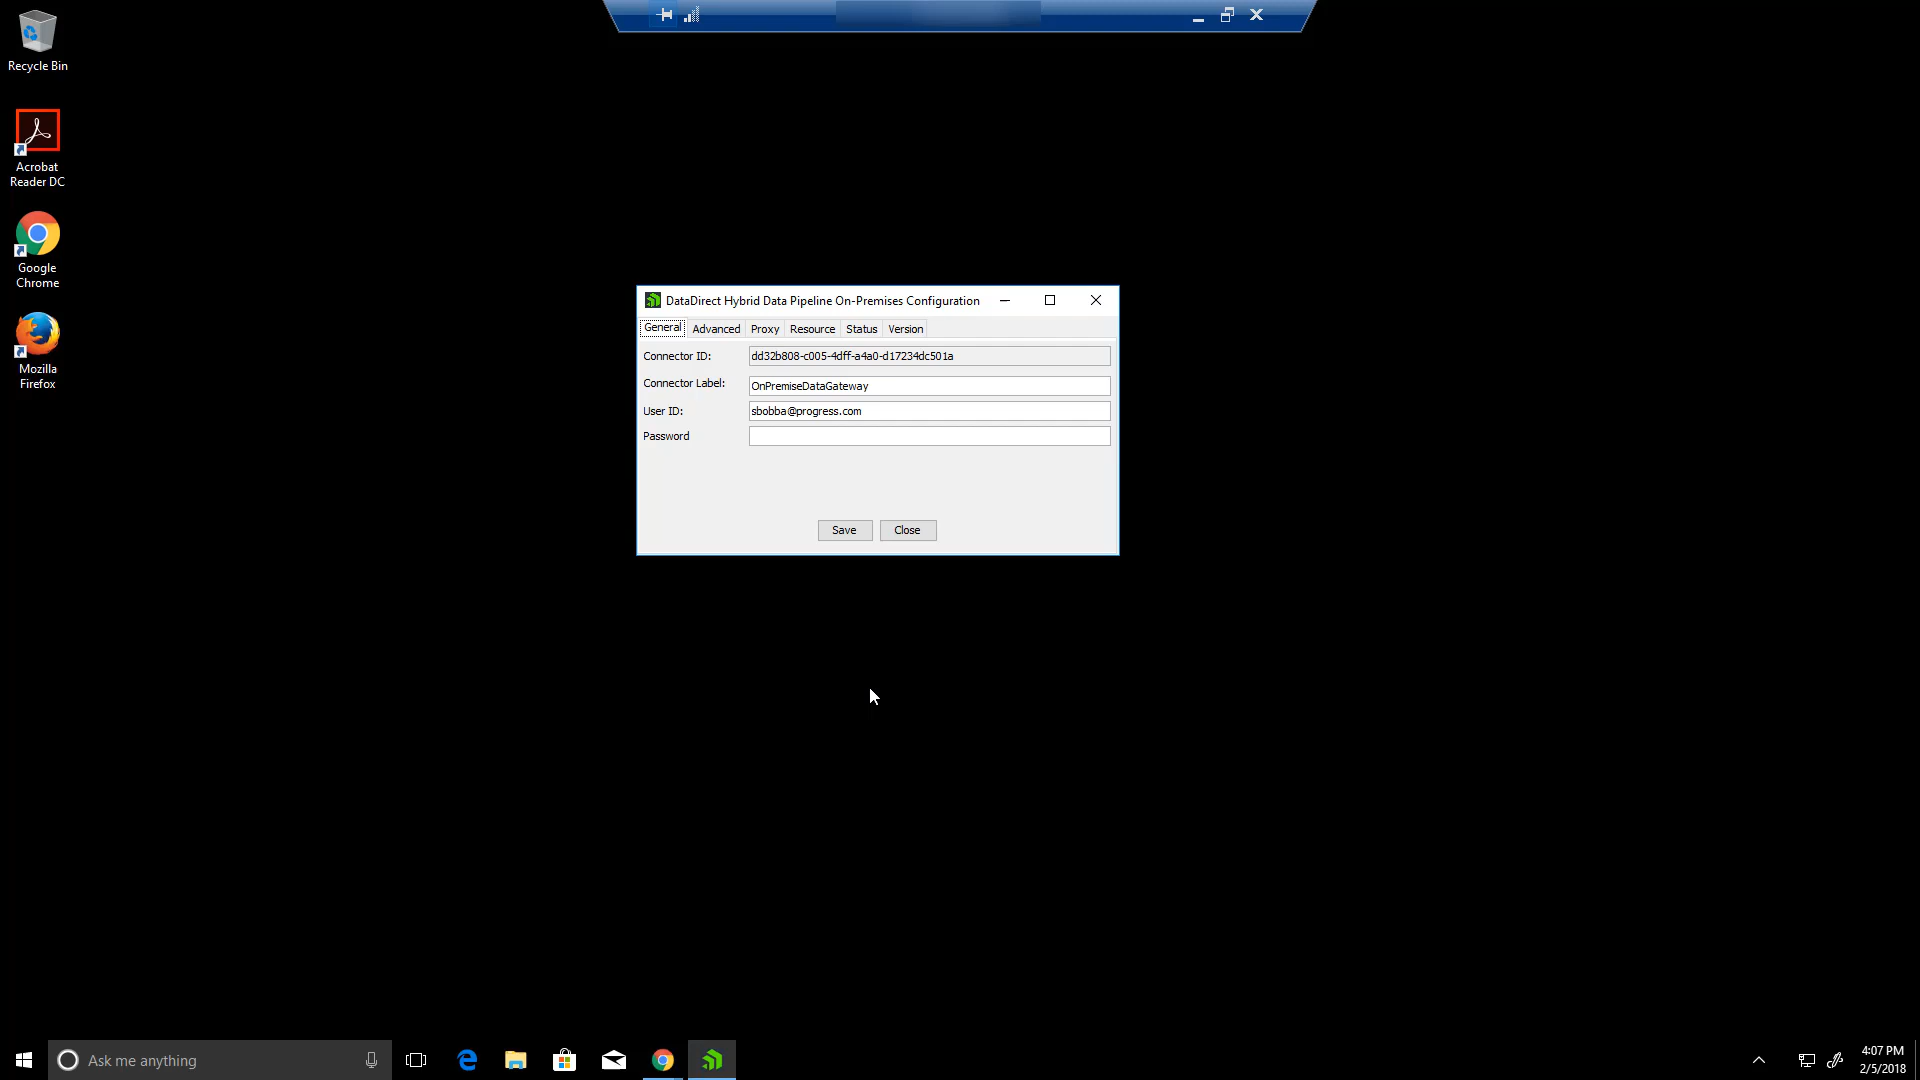 Recycle Bin
Acrobat
Reader DC
Google
Chrome
Mozilla
Firefox
DataDirect Hybrid Data Pipeline On-Premises Configuration
General Advanced Proxy Resource Status Version
Connector ID: dd32b808-c005-4dff-a4a0-d17234dc501a
Connector Label: OnPremiseDataGateway
User ID: sbobba@progress.com
Password
Save Close
Ask me anything
4:07 PM
2/5/2018